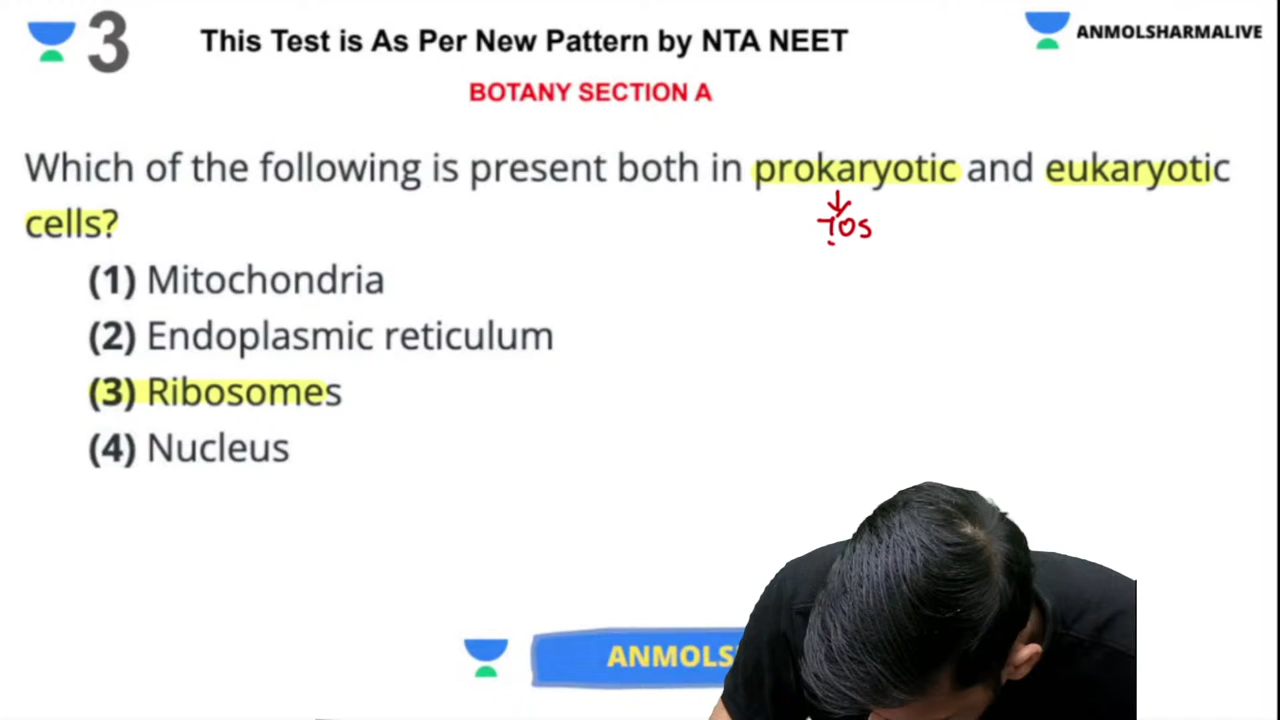 3 This Test is As Per New Pattern by NTA NEET ANMOLSHARMALIVE
BOTANY SECTION A
Which of the following is present both in prokaryotic and eukaryotic
cells?
70s
(1) Mitochondria
(2) Endoplasmic reticulum
(3) Ribosomes
(4) Nucleus
ANMOLS